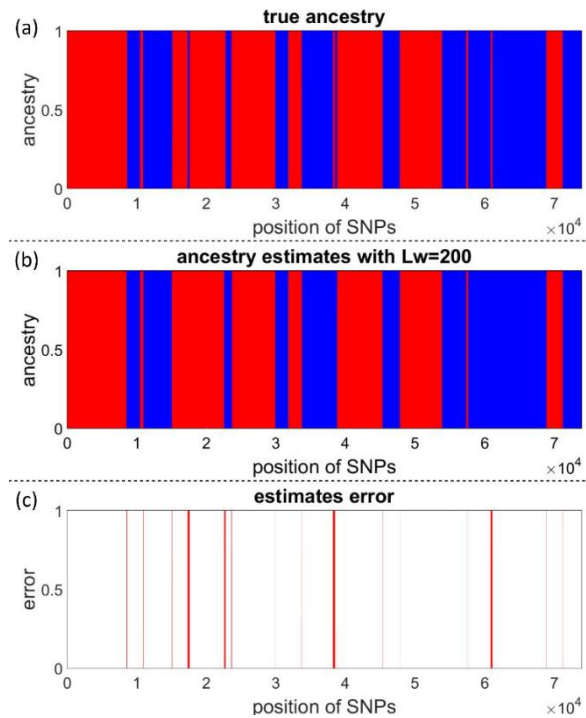 (a)
true ancestry
ancestry
1
0.5
0
0 1 2 3 4 5 6 7
position of SNPs
×10⁴
(b)
ancestry estimates with Lw=200
ancestry
1
0.5
0
0 1 2 3 4 5 6 7
position of SNPs
×10⁴
(c)
estimates error
error
1
0.5
0
0 1 2 3 4 5 6 7
position of SNPs
×10⁴